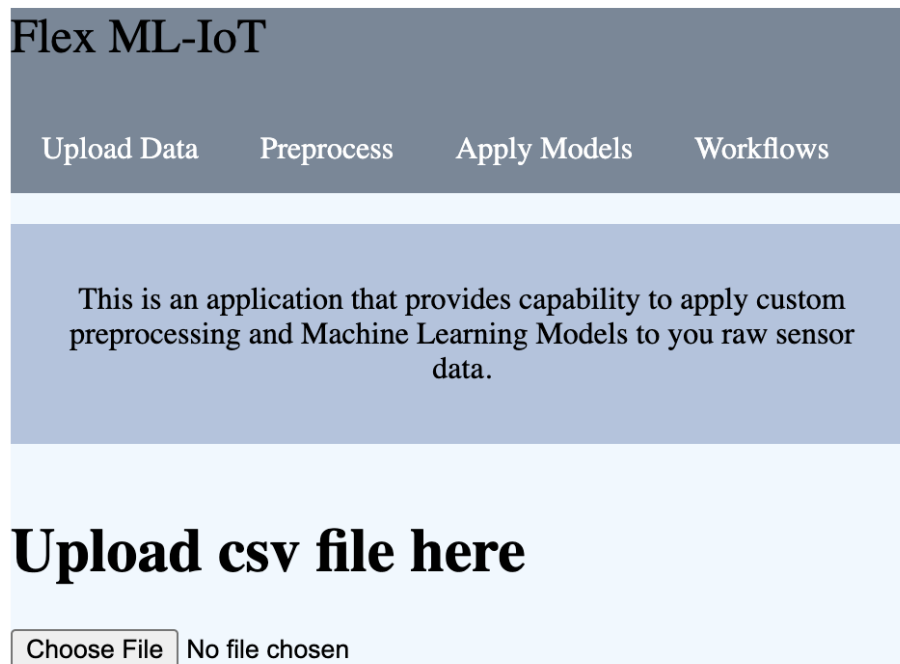 Flex ML-IoT
Upload Data Preprocess Apply Models Workflows
This is an application that provides capability to apply custom
preprocessing and Machine Learning Models to you raw sensor
data.
Upload csv file here
Choose File No file chosen